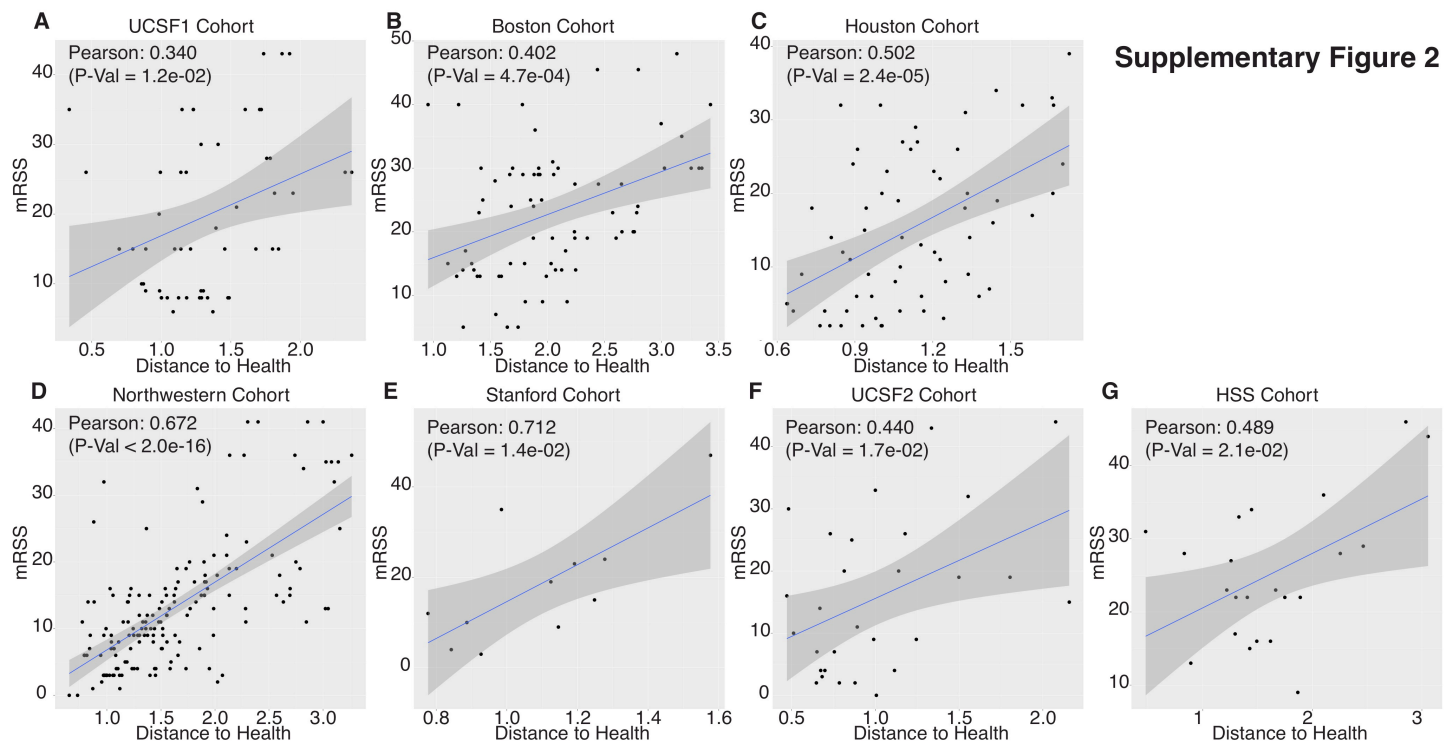 A
UCSF1 Cohort
Pearson: 0.340
(P-Val = 1.2e-02)
mRSS
40
30
20
10
0.5 1.0 1.5 2.0
Distance to Health
B
Boston Cohort
Pearson: 0.402
(P-Val = 4.7e-04)
mRSS
50
40
30
20
10
1.0 1.5 2.0 2.5 3.0 3.5
Distance to Health
C
Houston Cohort
Pearson: 0.502
(P-Val = 2.4e-05)
mRSS
40
30
20
10
0.6 0.9 1.2 1.5
Distance to Health
Supplementary Figure 2
D
Northwestern Cohort
Pearson: 0.672
(P-Val < 2.0e-16)
mRSS
40
30
20
10
0
1.0 1.5 2.0 2.5 3.0
Distance to Health
E
Stanford Cohort
Pearson: 0.712
(P-Val = 1.4e-02)
mRSS
40
20
0
0.8 1.0 1.2 1.4 1.6
Distance to Health
F
UCSF2 Cohort
Pearson: 0.440
(P-Val = 1.7e-02)
mRSS
40
30
20
10
0
0.5 1.0 1.5 2.0
Distance to Health
G
HSS Cohort
Pearson: 0.489
(P-Val = 2.1e-02)
mRSS
40
30
20
10
1 2 3
Distance to Health